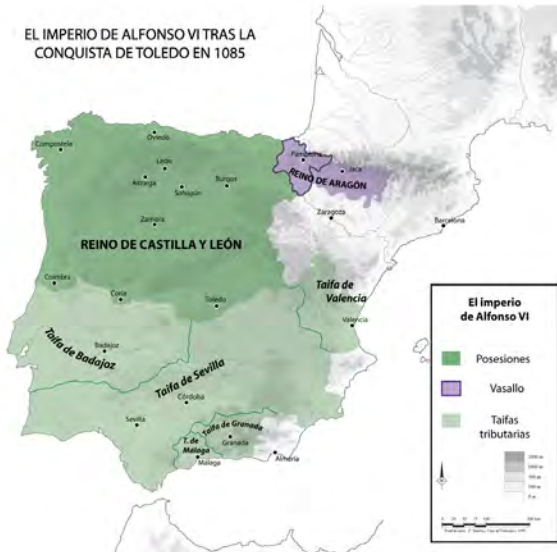 EL IMPERIO DE ALFONSO VI TRAS LA
CONQUISTA DE TOLEDO EN 1085
Compostela
Oviedo
León
Astorga
Sahagún
Burgos
Zamora
REINO DE CASTILLA Y LEÓN
Pamplona
Jaca
REINO DE ARAGÓN
Zaragoza
Barcelona
Coimbra
Coria
Toledo
Taifa de
Valencia
Valencia
Taifa de Badajoz
Badajoz
Taifa de Sevilla
Córdoba
Sevilla
Taifa de Granada
Granada
T. de
Málaga
Málaga
Almería
El imperio
de Alfonso VI
Posesiones
Vasallo
Taifas
tributarias